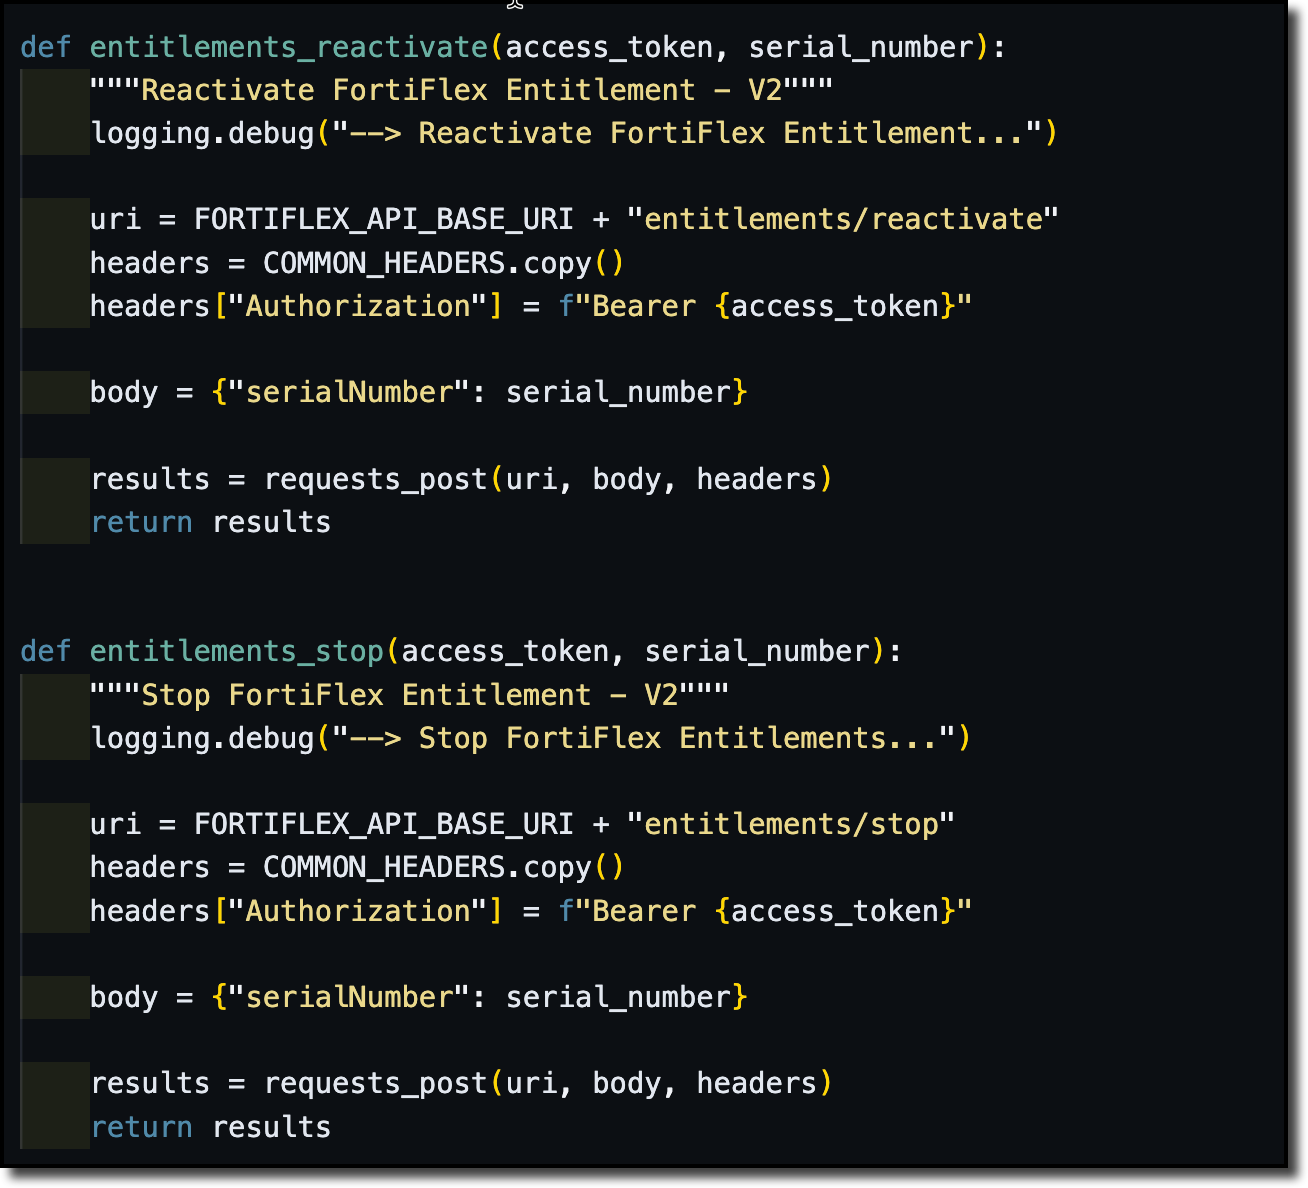 def entitlements_reactivate(access_token, serial_number):
    """Reactivate FortiFlex Entitlement - V2"""
    logging.debug("--> Reactivate FortiFlex Entitlement...")
    uri = FORTIFLEX_API_BASE_URI + "entitlements/reactivate"
    headers = COMMON_HEADERS.copy()
    headers["Authorization"] = f"Bearer {access_token}"
    body = {"serialNumber": serial_number}
    results = requests_post(uri, body, headers)
    return results
def entitlements_stop(access_token, serial_number):
    """Stop FortiFlex Entitlement - V2"""
    logging.debug("--> Stop FortiFlex Entitlements...")
    uri = FORTIFLEX_API_BASE_URI + "entitlements/stop"
    headers = COMMON_HEADERS.copy()
    headers["Authorization"] = f"Bearer {access_token}"
    body = {"serialNumber": serial_number}
    results = requests_post(uri, body, headers)
    return results